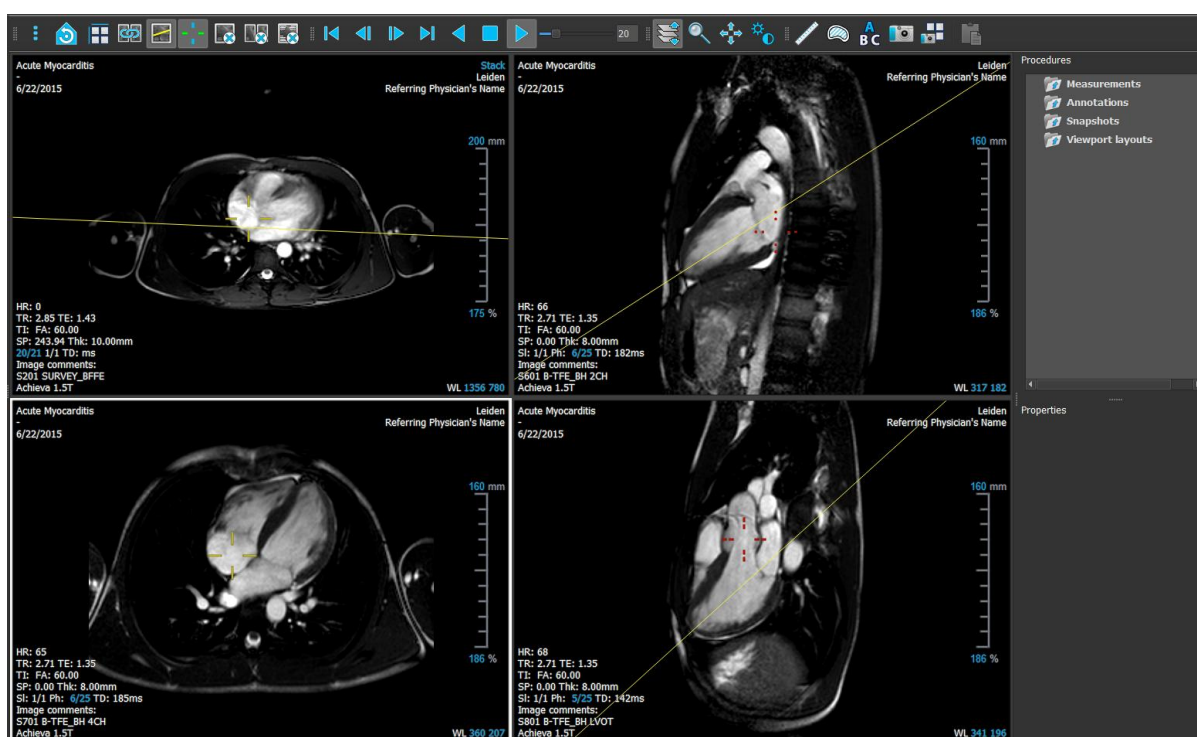 20
A
B C
Acute Myocarditis
-
6/22/2015
Stack
Leiden
Referring Physician's Name
200 mm
175 %
HR: 0
TR: 2.85 TE: 1.43
TI: FA: 60.00
SP: 243.94 Thk: 10.00mm
20/21 1/1 TD: ms
Image comments:
S201 SURVEY_BFFE
Achieva 1.5T
WL 1356 780
Acute Myocarditis
-
6/22/2015
Leiden
Referring Physician's Name
160 mm
186 %
HR: 66
TR: 2.71 TE: 1.35
TI: FA: 60.00
SP: 0.00 Thk: 8.00mm
Sl: 1/1 Ph: 6/25 TD: 182ms
Image comments:
S601 B-TFE_BH 2CH
Achieva 1.5T
WL 317 182
Procedures
Measurements
Annotations
Snapshots
Viewport layouts
Acute Myocarditis
-
6/22/2015
Leiden
Referring Physician's Name
160 mm
186 %
HR: 65
TR: 2.71 TE: 1.35
TI: FA: 60.00
SP: 0.00 Thk: 8.00mm
Sl: 1/1 Ph: 6/25 TD: 185ms
Image comments:
S701 B-TFE_BH 4CH
Achieva 1.5T
WL 360 207
Acute Myocarditis
-
6/22/2015
Leiden
Referring Physician's Name
160 mm
186 %
HR: 68
TR: 2.71 TE: 1.35
TI: FA: 60.00
SP: 0.00 Thk: 8.00mm
Sl: 1/1 Ph: 5/25 TD: 142ms
Image comments:
S801 B-TFE_BH LVOT
Achieva 1.5T
WL 341 196
Properties